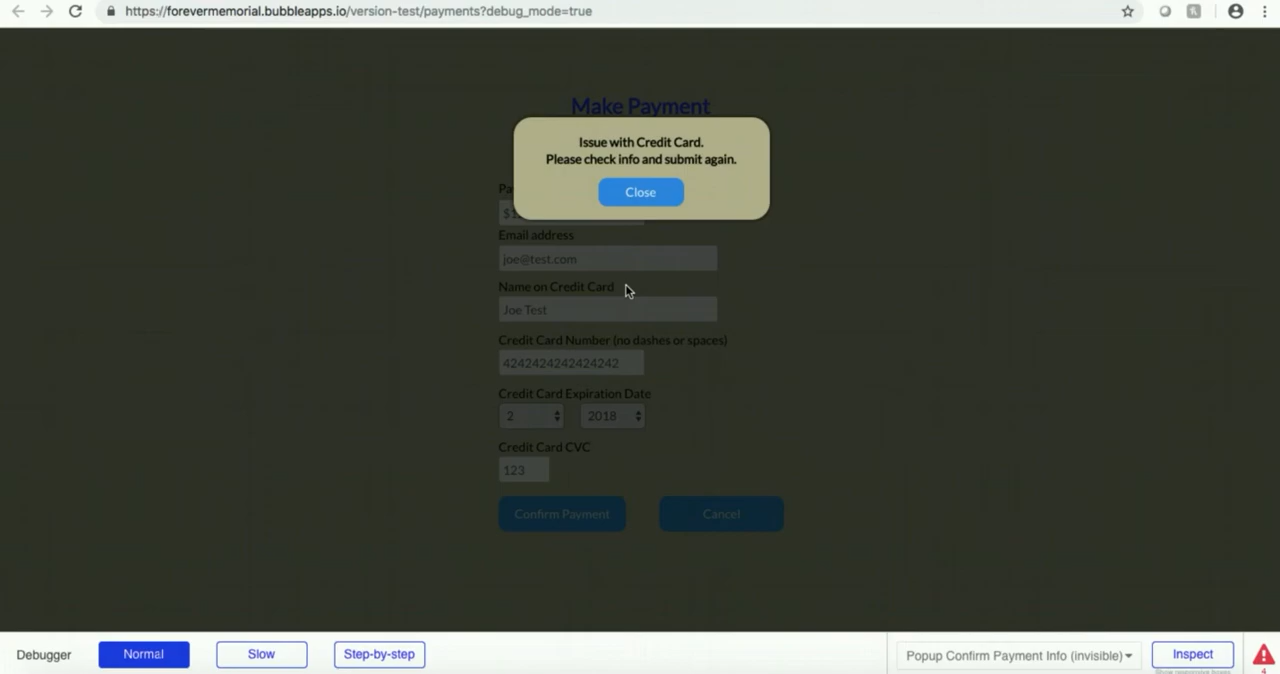 https://forevermemorial.bubbleapps.io/version-test/payments?debug_mode=true
Make Payment
Issue with Credit Card.
Please check info and submit again.
Close
Pa
$1
Email address
joe@test.com
Name on Credit Card
Joe Test
Credit Card Number (no dashes or spaces)
4242424242424242
Credit Card Expiration Date
2 2018
Credit Card CVC
123
Confirm Payment Cancel
Debugger Normal Slow Step-by-step Popup Confirm Payment Info (invisible) Inspect
4